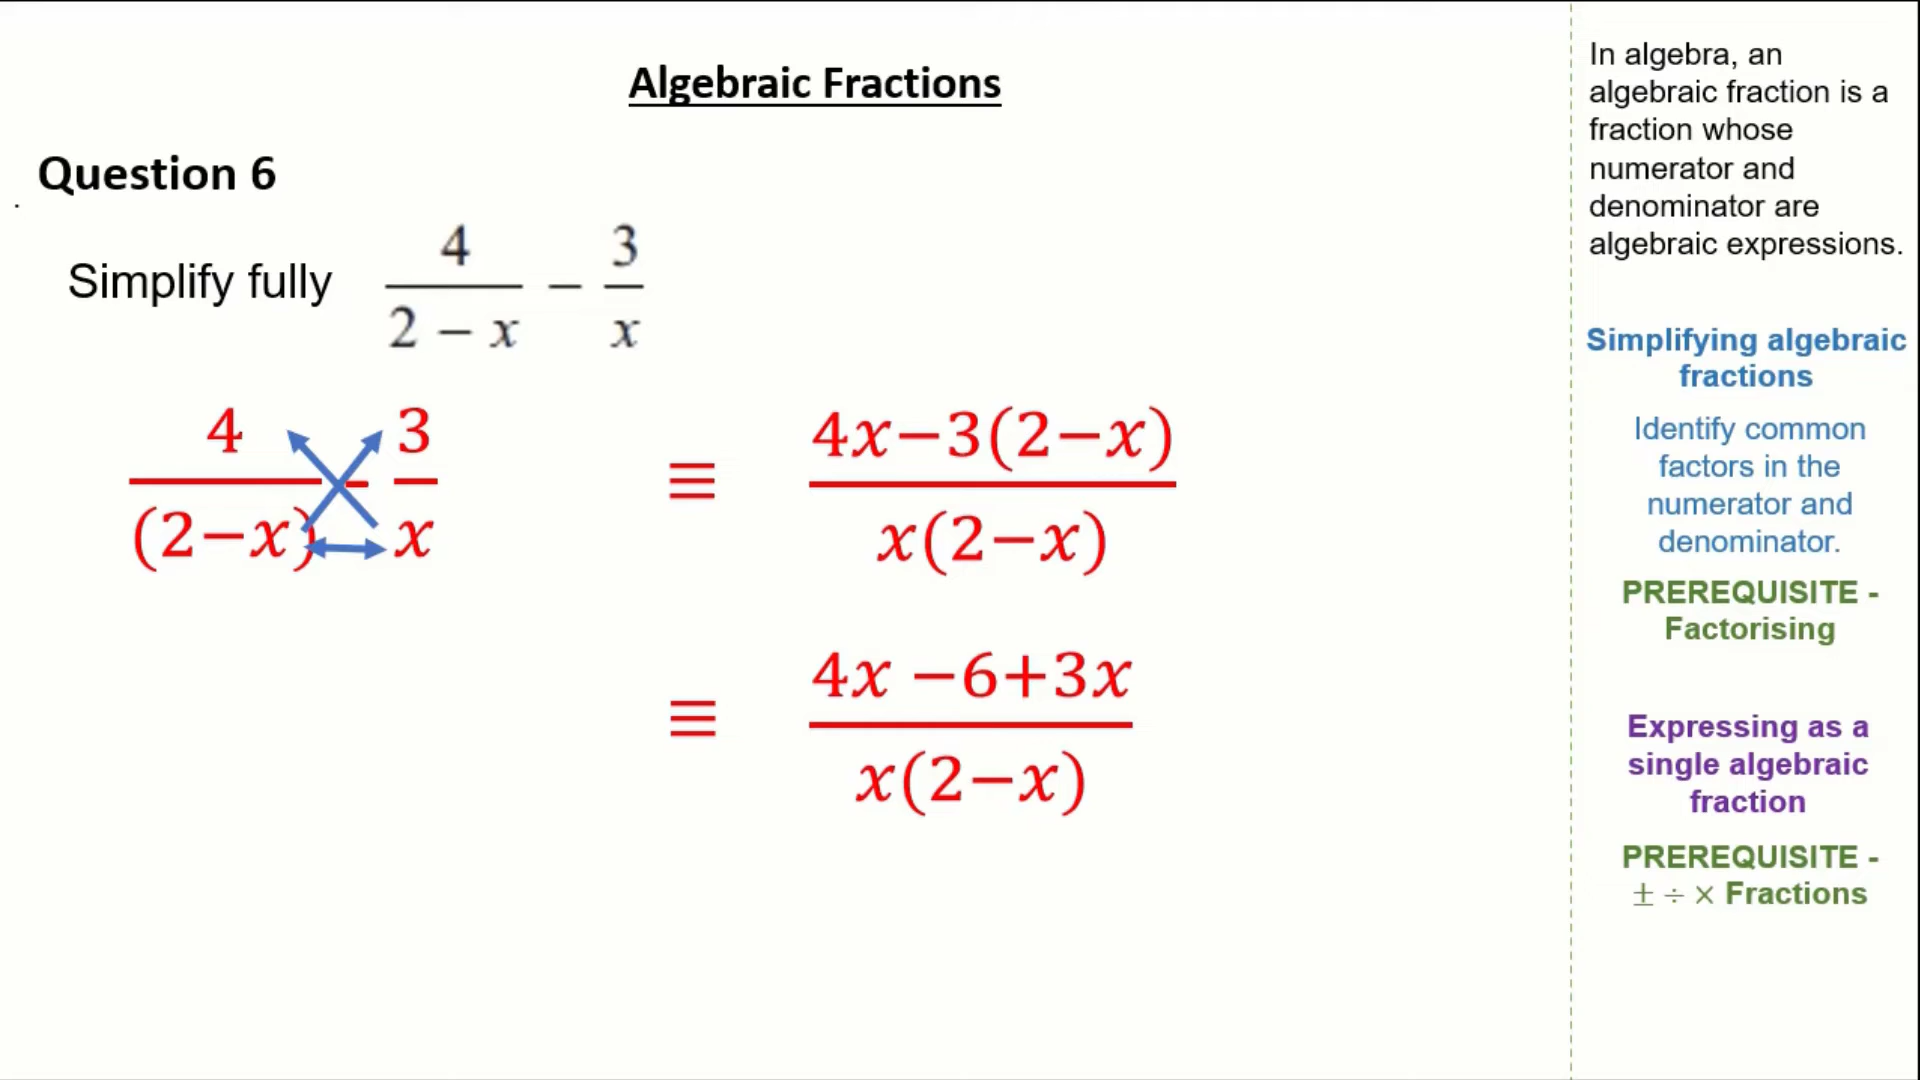 Algebraic Fractions
Question 6
Simplify fully 4/(2 − x) − 3/x
4/(2−x) - 3/x ≡ 4x−3(2−x)/x(2−x)
≡ 4x −6+3x/x(2−x)
In algebra, an
algebraic fraction is a
fraction whose
numerator and
denominator are
algebraic expressions.
Simplifying algebraic
fractions
Identify common
factors in the
numerator and
denominator.
PREREQUISITE -
Factorising
Expressing as a
single algebraic
fraction
PREREQUISITE -
± ÷ × Fractions